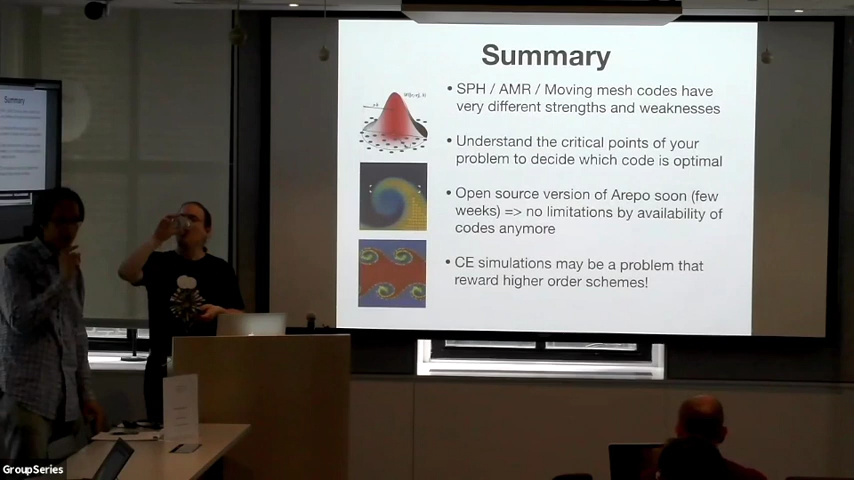 Summary
• SPH / AMR / Moving mesh codes have
very different strengths and weaknesses
• Understand the critical points of your
problem to decide which code is optimal
• Open source version of Arepo soon (few
weeks) => no limitations by availability of
codes anymore
• CE simulations may be a problem that
reward higher order schemes!
Summary
GroupSeries